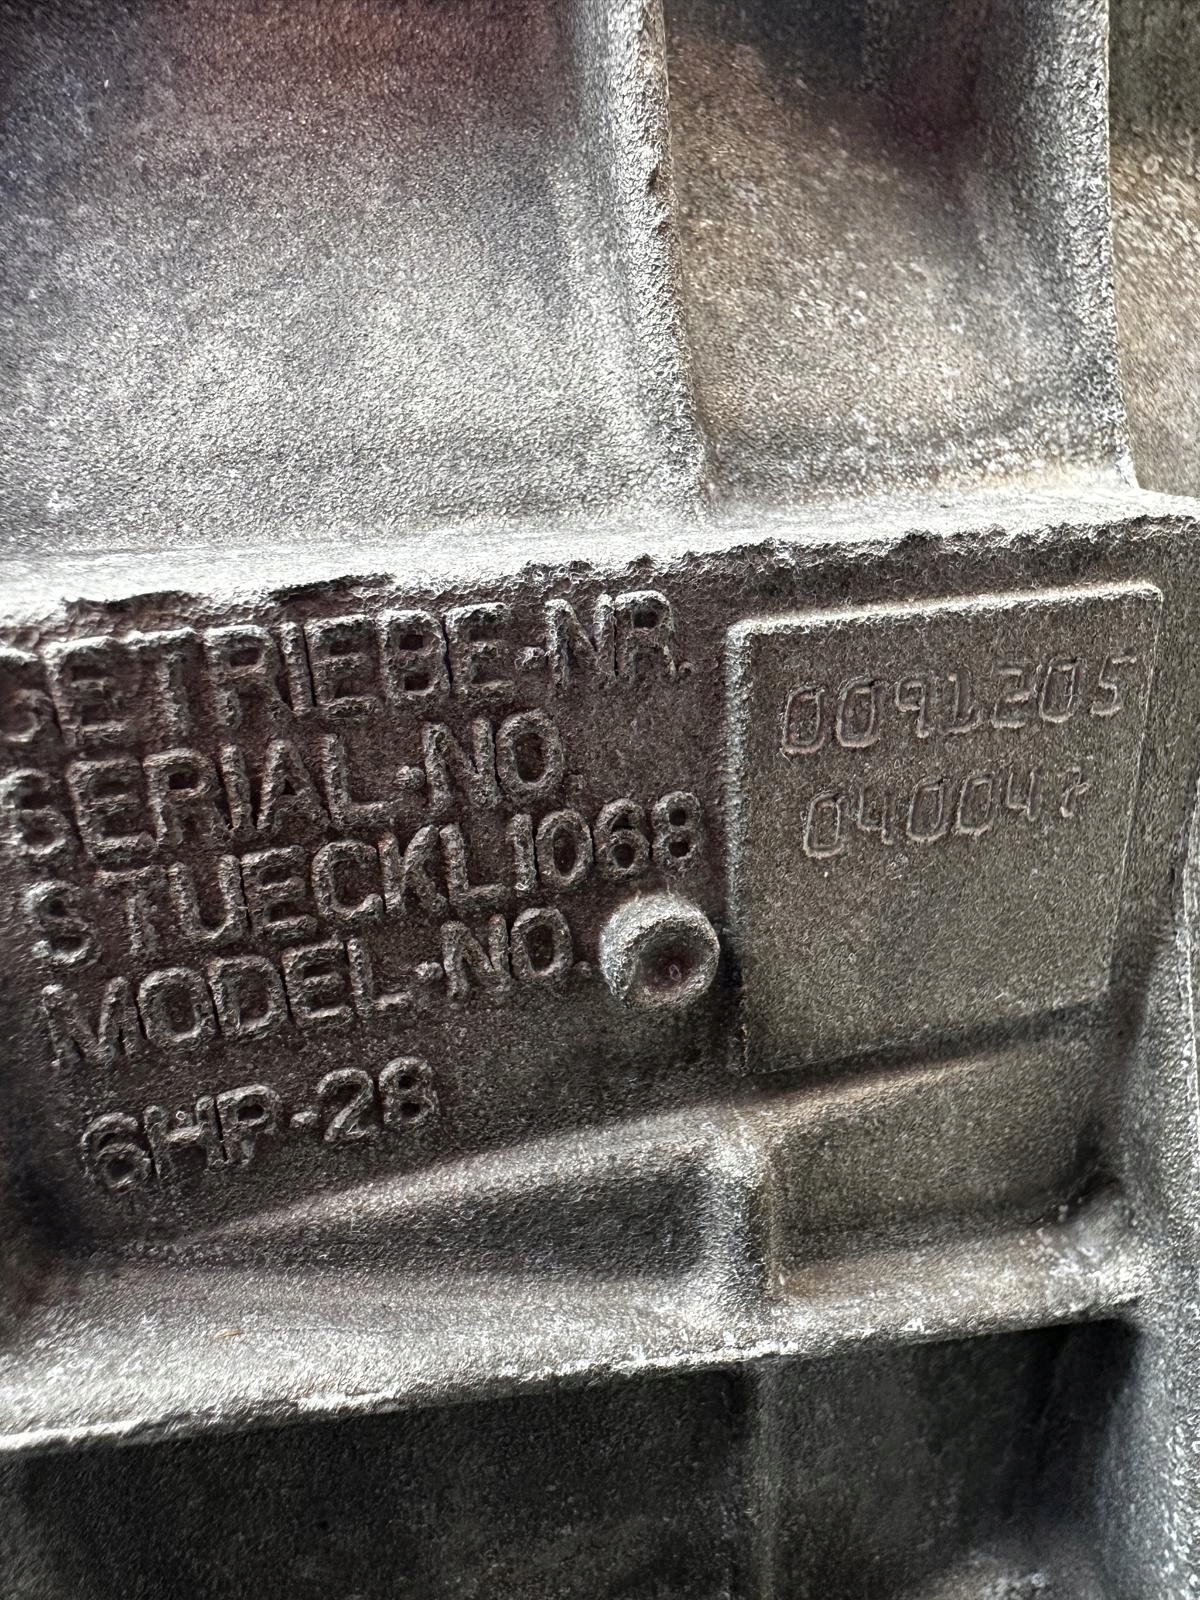 GETRIEBE-NR.
SERIAL-NO.
STUECKL1068
MODEL-NO.
6HP-28
0091205
040047